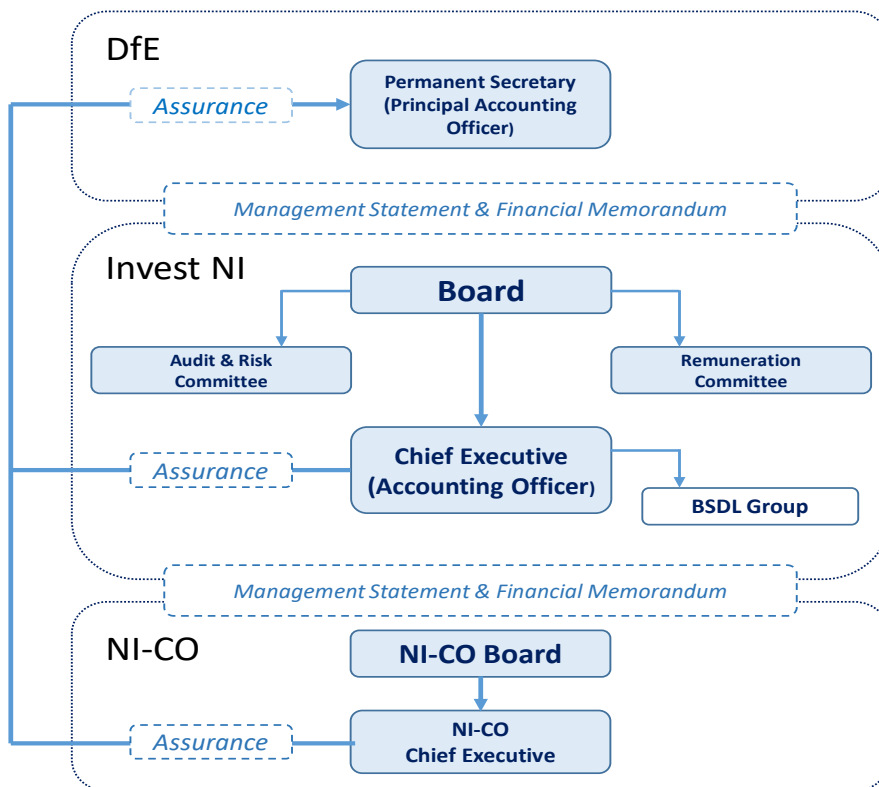 DfE
Permanent Secretary
(Principal Accounting
Officer)
Assurance
Management Statement & Financial Memorandum
Invest NI
Board
Audit & Risk
Committee
Remuneration
Committee
Chief Executive
(Accounting Officer)
Assurance
BSDL Group
Management Statement & Financial Memorandum
NI-CO
NI-CO Board
NI-CO
Chief Executive
Assurance